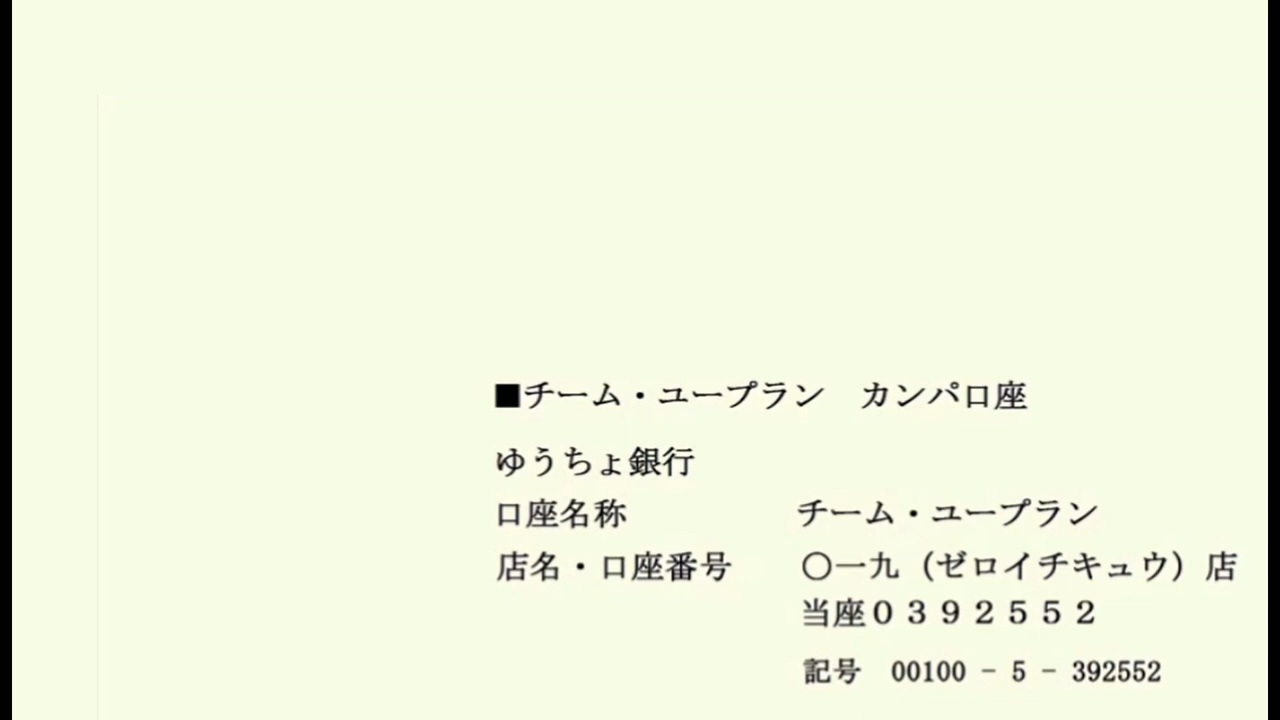 ■チーム・ユープラン　カンパ口座
ゆうちょ銀行
口座名称　チーム・ユープラン
店名・口座番号　〇一九（ゼロイチキュウ）店
当座０３９２５５２
記号　00100 － 5 － 392552